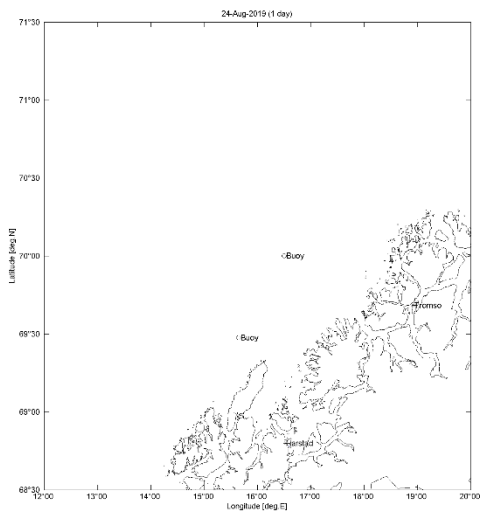 24-Aug-2019 (1 day)
71°30
71°00
70°30
70°00
69°30
69°00
68°30
Latitude [deg.N]
Buoy
Tromso
Buoy
Harstad
12°00 13°00 14°00 15°00 16°00 17°00 18°00 19°00 20°00
Longitude [deg.E]